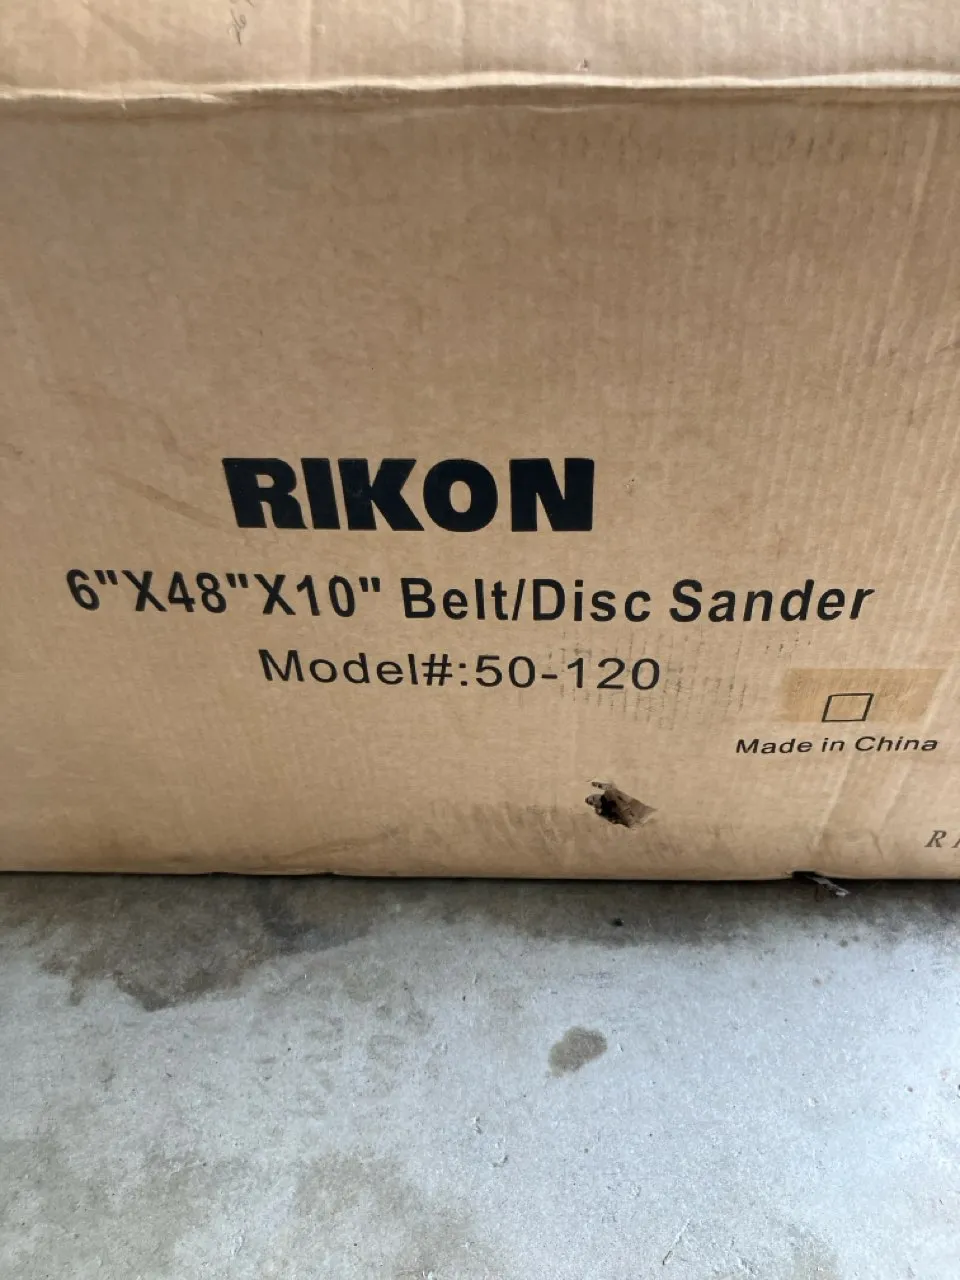 RIKON
6"X48"X10" Belt/Disc Sander
Model#:50-120
Made in China